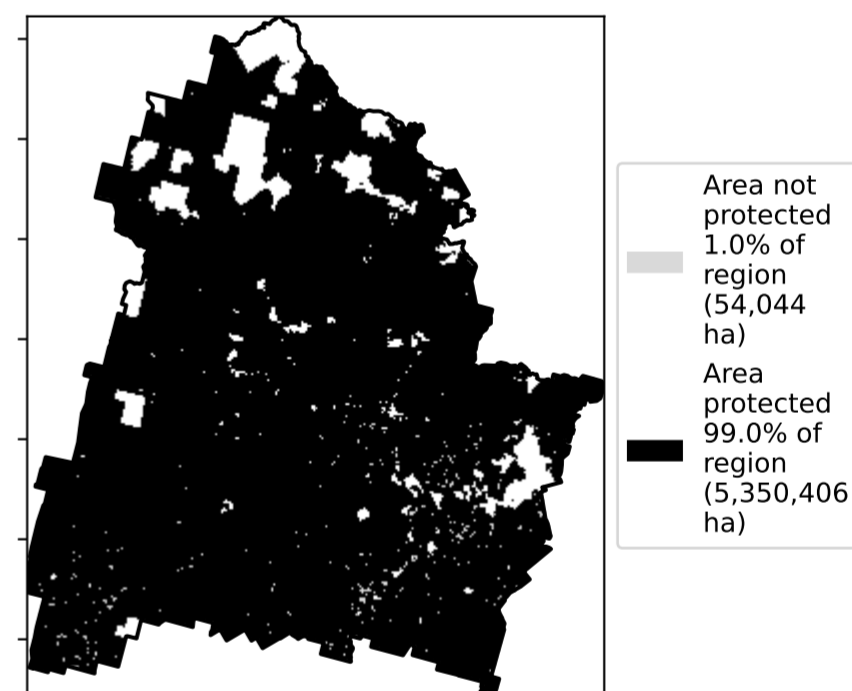 Area not
protected
1.0% of
region
(54,044
ha)
Area
protected
99.0% of
region
(5,350,406
ha)